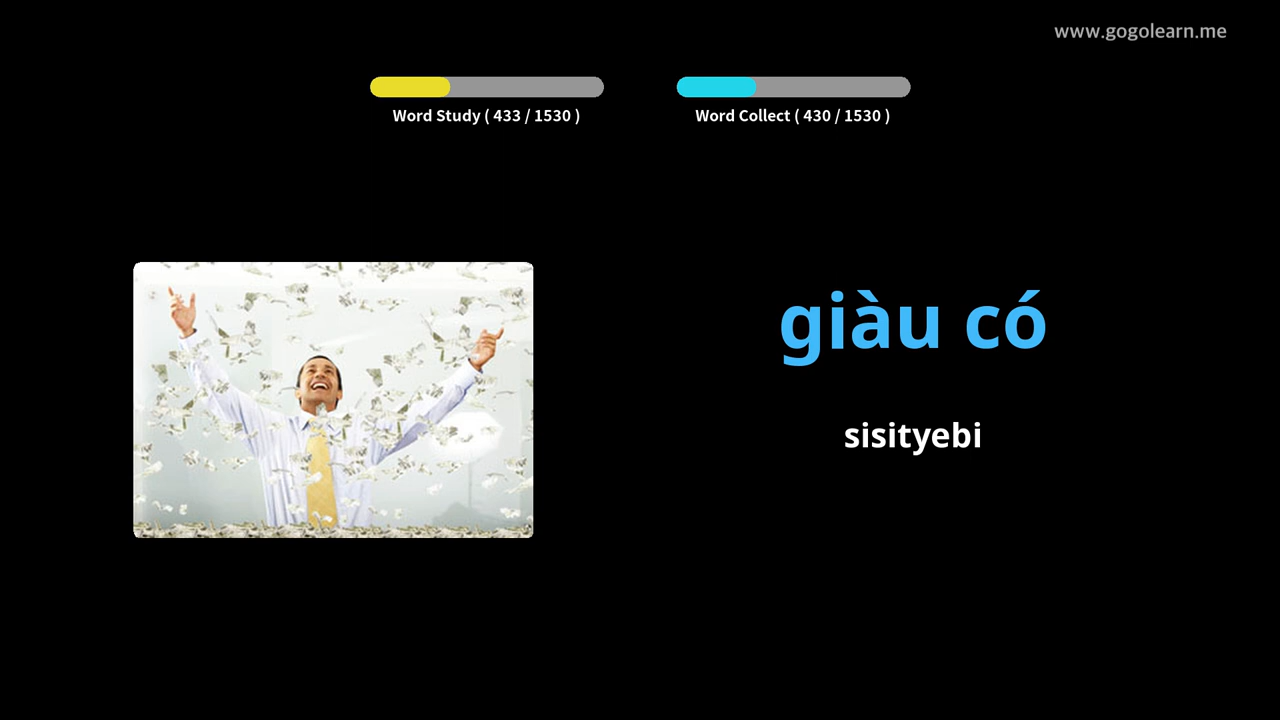 www.gogolearn.me
Word Study ( 433 / 1530 )
Word Collect ( 430 / 1530 )
giàu có
sisityebi